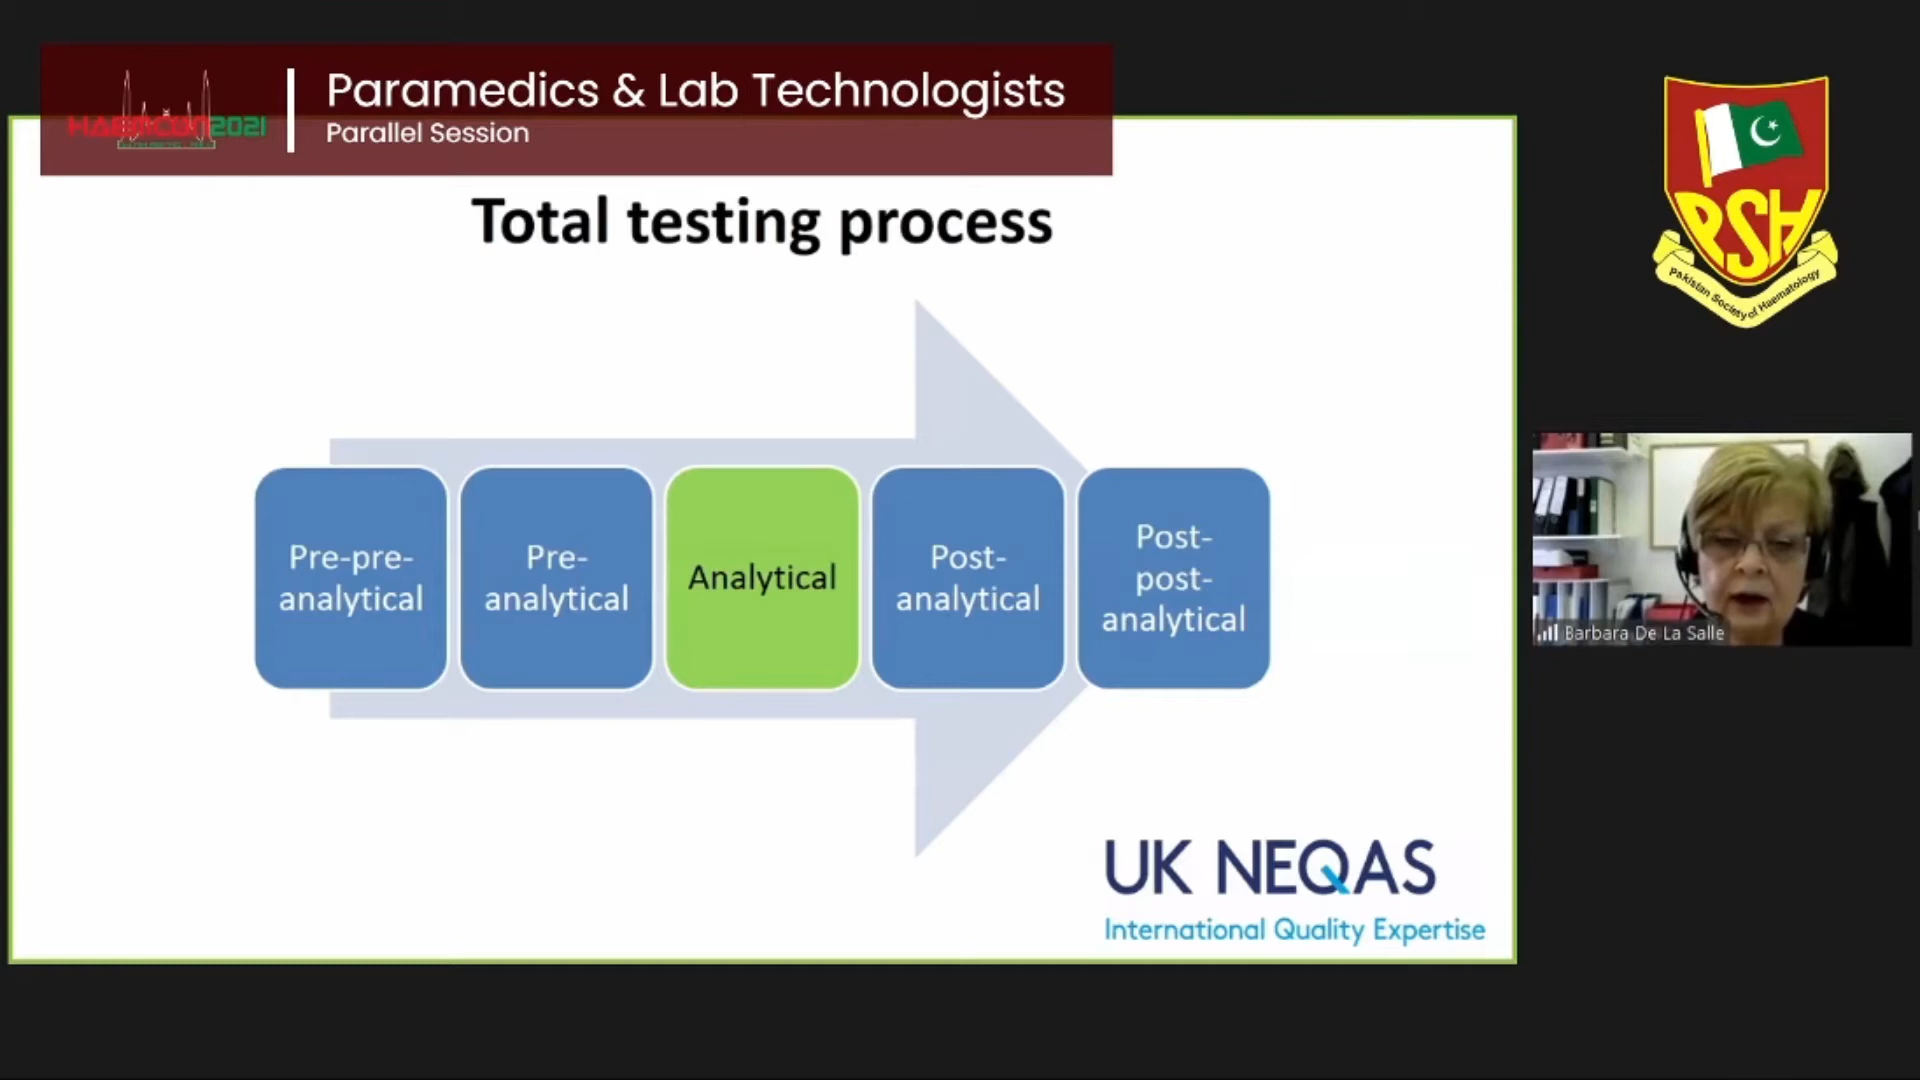 HAEMCON2021
Paramedics & Lab Technologists
Parallel Session
Total testing process
Pre-pre-
analytical
Pre-
analytical
Analytical
Post-
analytical
Post-
post-
analytical
UK NEQAS
International Quality Expertise
PSH
Pakistan Society of Haematology
Barbara De La Salle